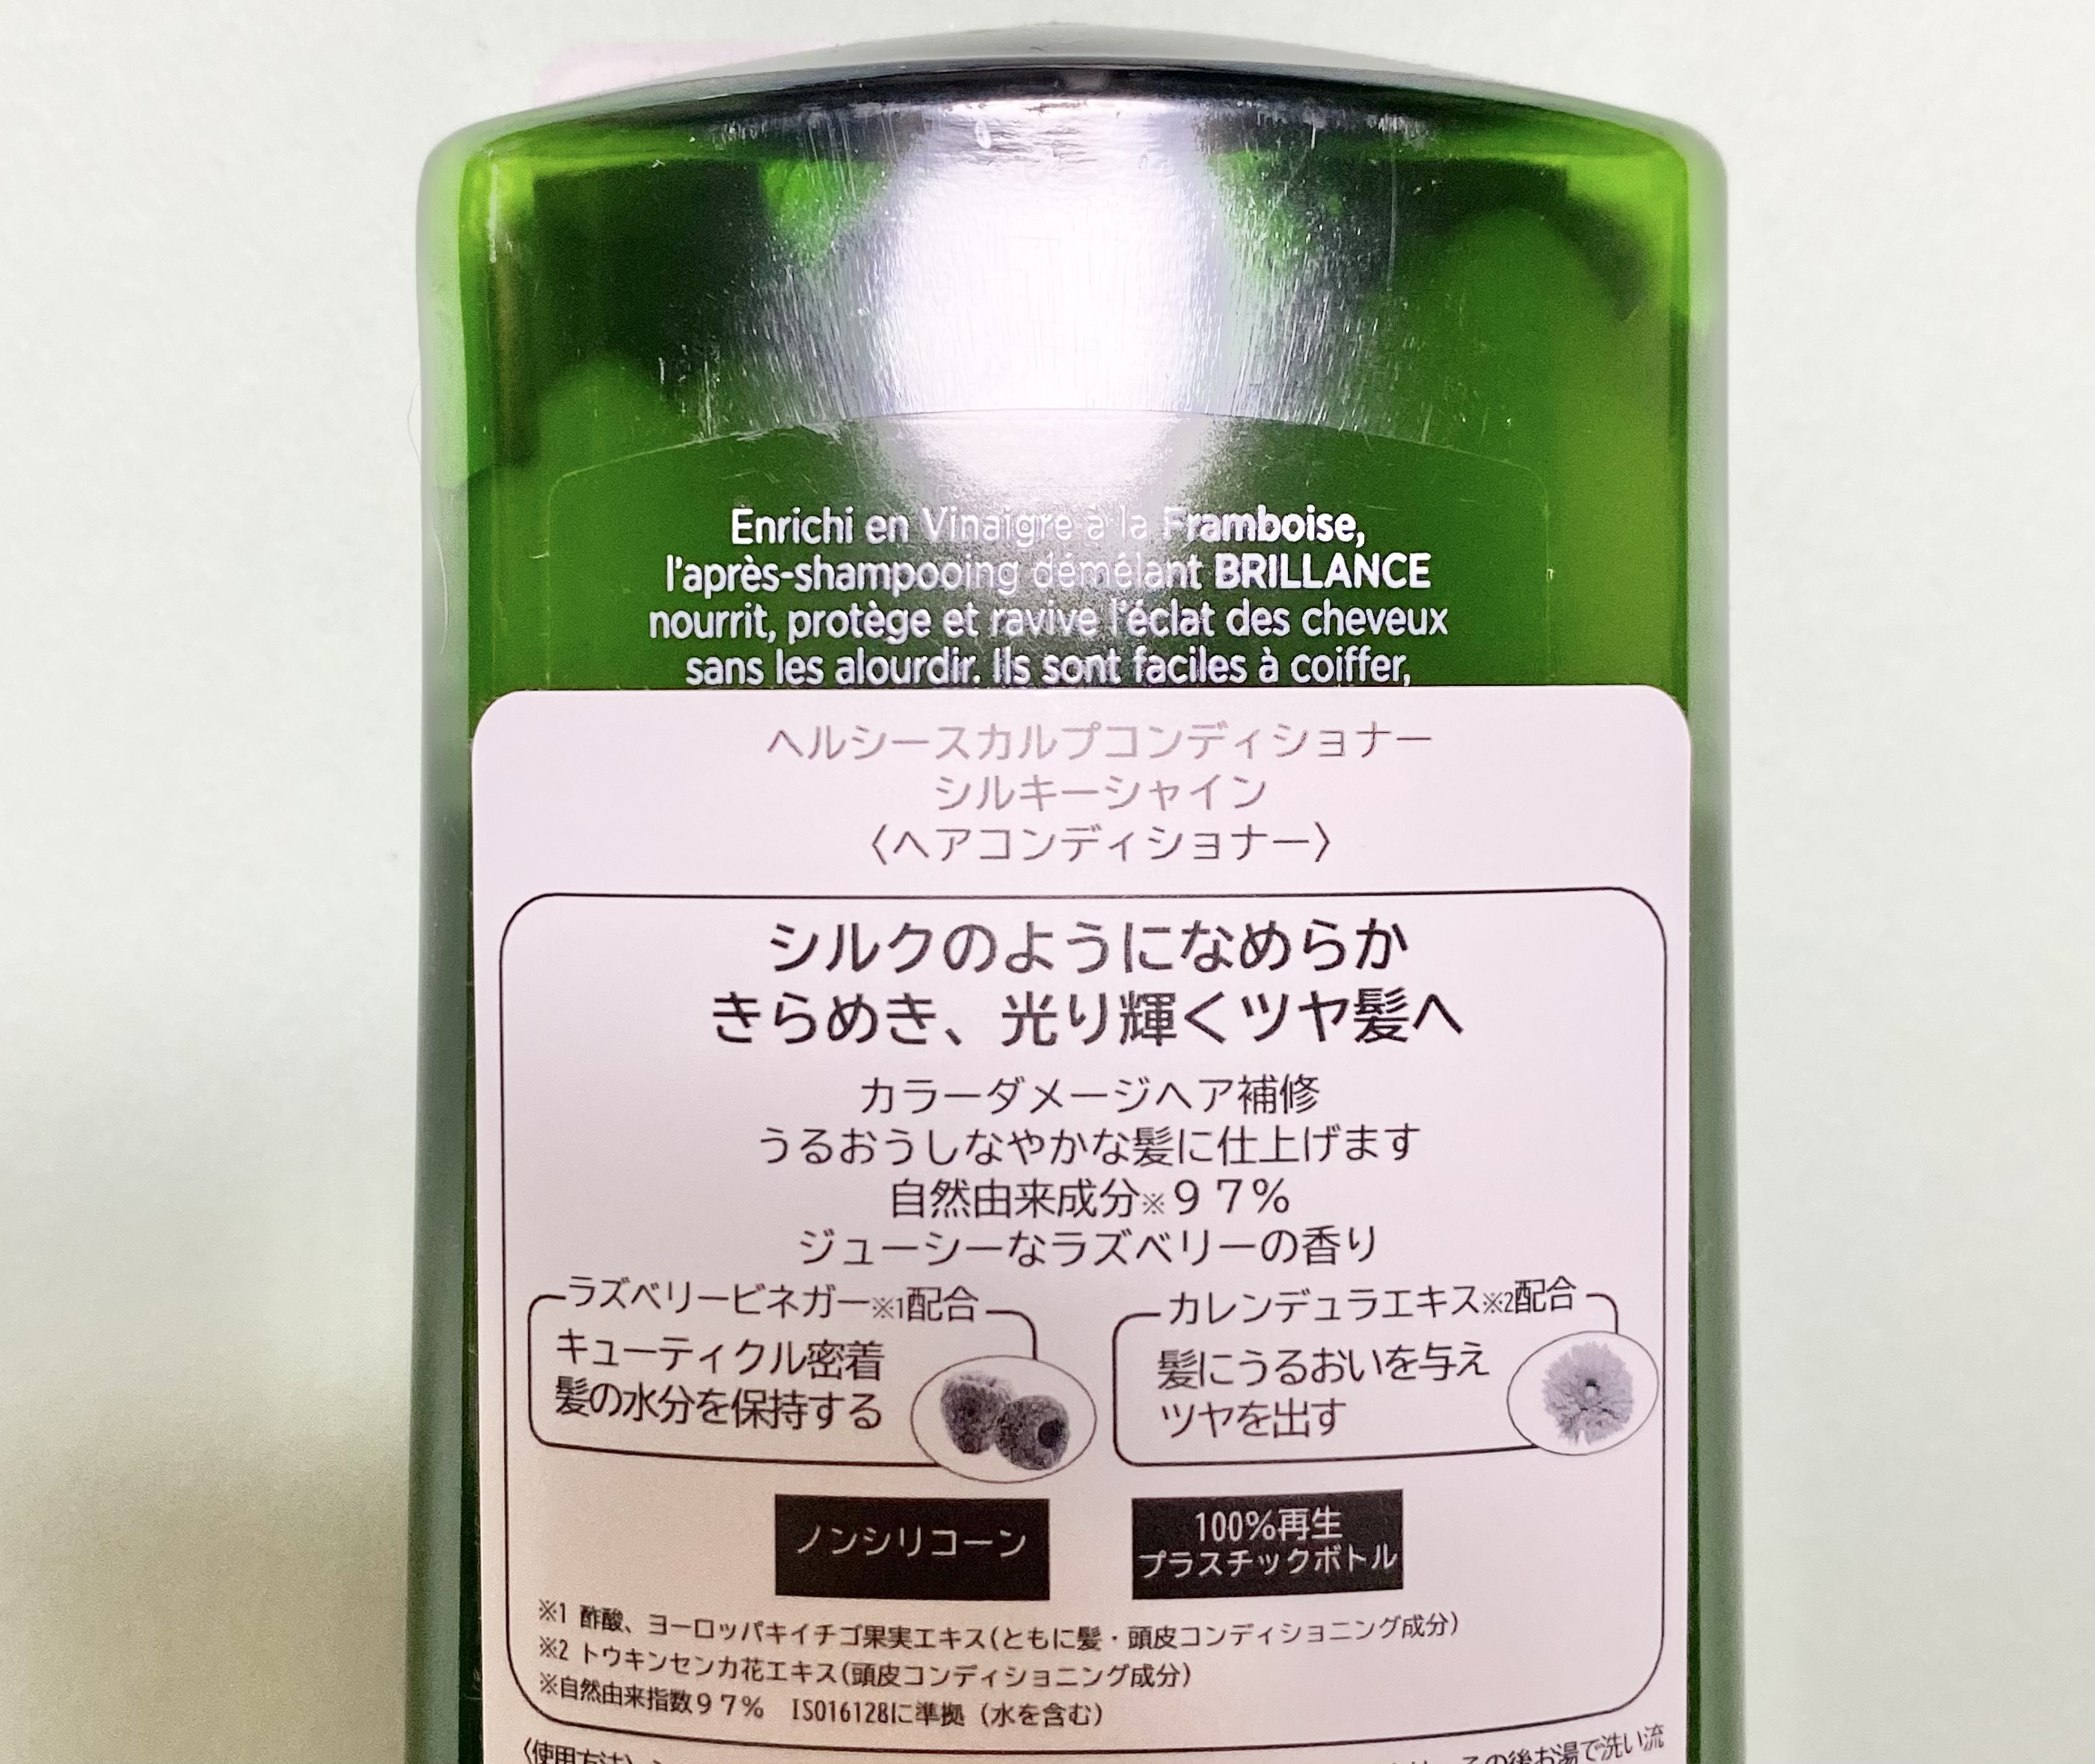 Enrichi en Vinaigre à la Framboise,
l'après-shampooing démêlant BRILLANCE
nourrit, protège et ravive l'éclat des cheveux
sans les alourdir. Ils sont faciles à coiffer,
ヘルシースカルプコンディショナー
シルキーシャイン
〈ヘアコンディショナー〉
シルクのようになめらか
きらめき、光り輝くツヤ髪へ
カラーダメージヘア補修
うるおうしなやかな髪に仕上げます
自然由来成分※９７％
ジューシーなラズベリーの香り
ラズベリービネガー※1配合
キューティクル密着
髪の水分を保持する
カレンデュラエキス※2配合
髪にうるおいを与え
ツヤを出す
ノンシリコーン
100%再生
プラスチックボトル
※1 酢酸、ヨーロッパキイチゴ果実エキス(ともに髪・頭皮コンディショニング成分)
※2 トウキンセンカ花エキス(頭皮コンディショニング成分)
※自然由来指数９７％　ISO16128に準拠（水を含む）
〈使用方法〉 その後お湯で洗い流